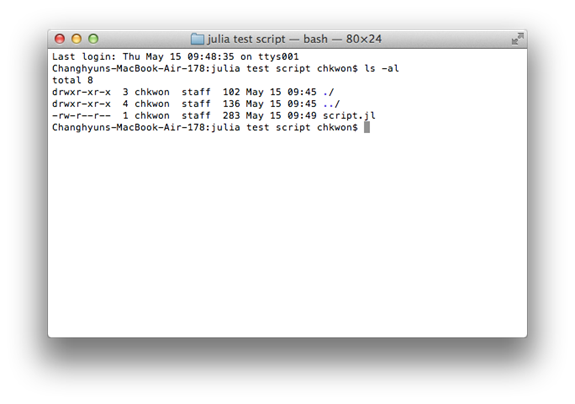 julia test script — bash — 80×24
Last login: Thu May 15 09:48:35 on ttys001
Changhyuns-MacBook-Air-178:julia test script chkwon$ ls -al
total 8
drwxr-xr-x  3 chkwon  staff  102 May 15 09:45 ./
drwxr-xr-x  4 chkwon  staff  136 May 15 09:45 ../
-rw-r--r--  1 chkwon  staff  283 May 15 09:49 script.jl
Changhyuns-MacBook-Air-178:julia test script chkwon$